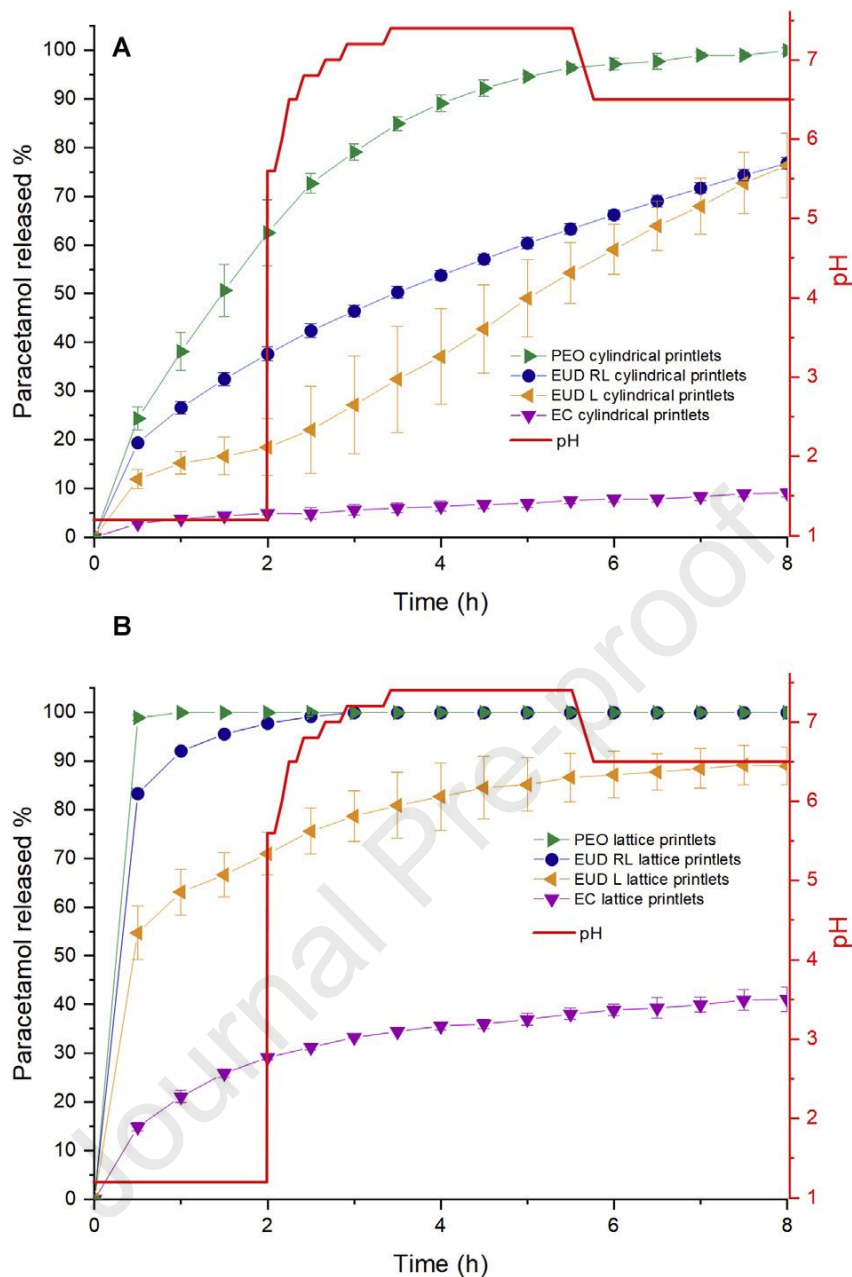 A
Paracetamol released %
100
90
80
70
60
50
40
30
20
10
0
0 2 4 6 8
Time (h)
7
6
5
4
3
2
1
pH
PEO cylindrical printlets
EUD RL cylindrical printlets
EUD L cylindrical printlets
EC cylindrical printlets
pH
B
Paracetamol released %
100
90
80
70
60
50
40
30
20
10
0
0 2 4 6 8
Time (h)
7
6
5
4
3
2
1
pH
PEO lattice printlets
EUD RL lattice printlets
EUD L lattice printlets
EC lattice printlets
pH
Journal Pre-proof